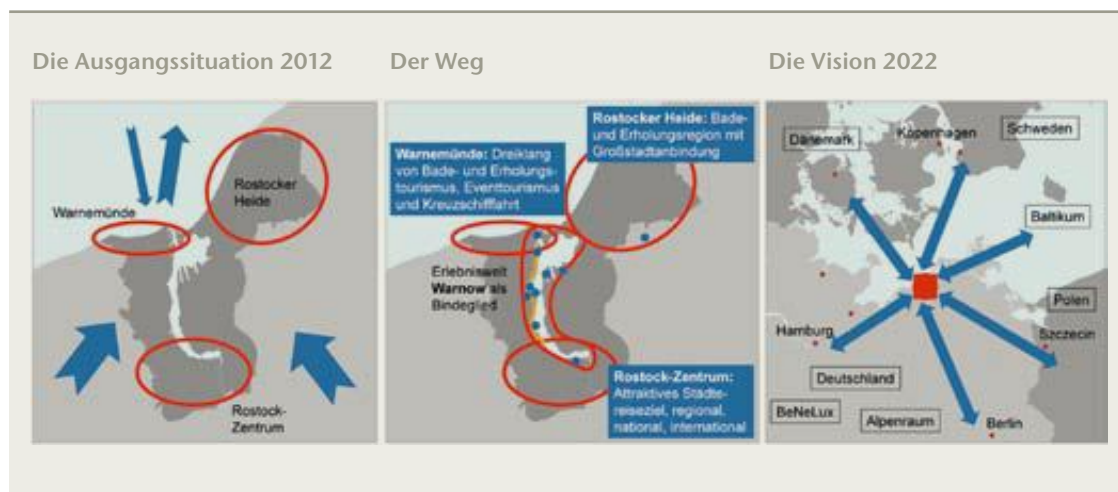 Die Ausgangssituation 2012
Warnemünde
Rostocker
Heide
Rostock-
Zentrum
Der Weg
Rostocker Heide: Bade-
und Erholungsregion mit
Großstadtanbindung
Warnemünde: Dreiklang
von Bade- und Erholungs-
tourismus, Eventtourismus
und Kreuzschifffahrt
Erlebniswelt
Warnow als
Bindeglied
Rostock-Zentrum:
Attraktives Städte-
reiseziel, regional,
national, international
Die Vision 2022
Dänemark
Kopenhagen
Schweden
Baltikum
Polen
Hamburg
Szczecin
Deutschland
BeNeLux
Alpenraum
Berlin